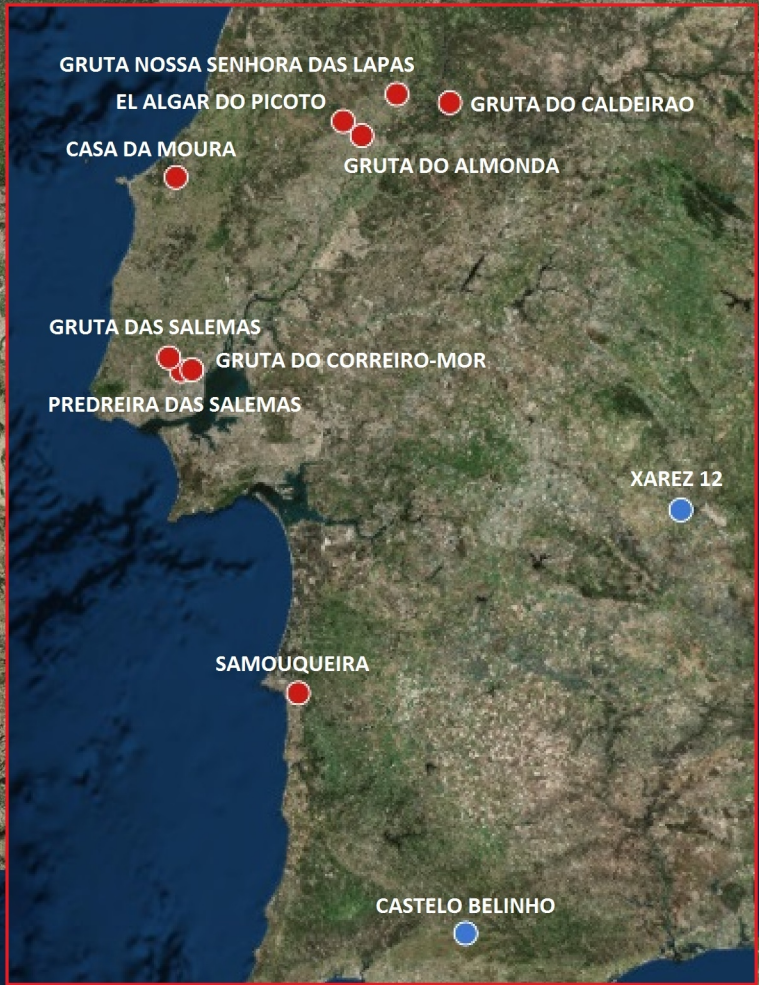 GRUTA NOSSA SENHORA DAS LAPAS
EL ALGAR DO PICOTO
GRUTA DO CALDEIRAO
CASA DA MOURA
GRUTA DO ALMONDA
GRUTA DAS SALEMAS
GRUTA DO CORREIRO-MOR
PREDREIRA DAS SALEMAS
XAREZ 12
SAMOUQUEIRA
CASTELO BELINHO